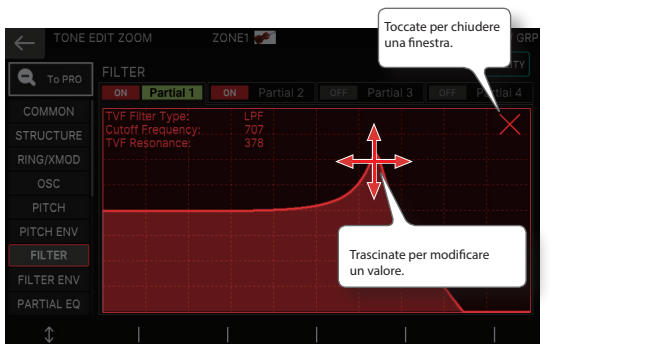 TONE EDIT ZOOM ZONE1 GRP
Toccate per chiudere
una finestra.
To PRO
FILTER ITY
ON Partial 1 ON Partial 2 OFF Partial 3 OFF Partial 4
COMMON
STRUCTURE
RING/XMOD
OSC
PITCH
PITCH ENV
FILTER
FILTER ENV
PARTIAL EQ
TVF Filter Type: LPF
Cutoff Frequency: 707
TVF Resonance: 378
Trascinate per modificare
un valore.